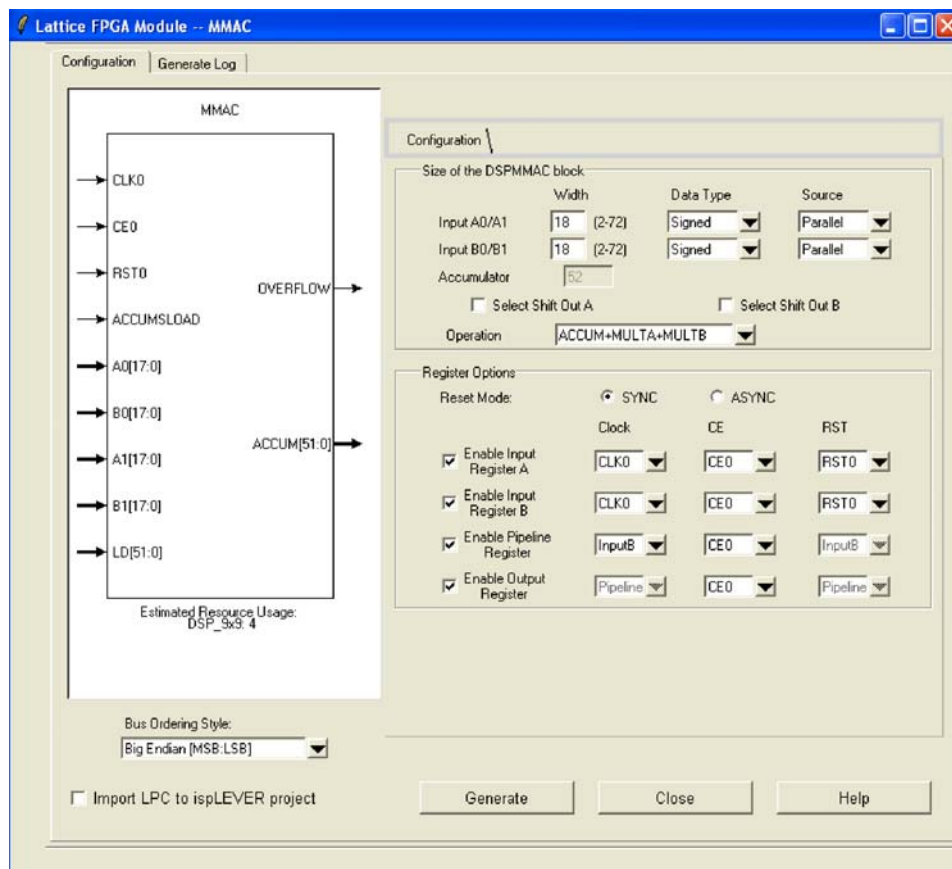 Lattice FPGA Module -- MMAC
Configuration Generate Log
MMAC
CLK0
CE0
RST0
OVERFLOW
ACCUMSLOAD
A0[17:0]
B0[17:0]
ACCUM[51:0]
A1[17:0]
B1[17:0]
LD[51:0]
Estimated Resource Usage:
DSP_9x9: 4
Bus Ordering Style:
Big Endian [MSB:LSB]
Import LPC to ispLEVER project
Configuration
Size of the DSPMMAC block
Width Data Type Source
Input A0/A1 18 (2-72) Signed Parallel
Input B0/B1 18 (2-72) Signed Parallel
Accumulator 52
Select Shift Out A Select Shift Out B
Operation ACCUM+MULTA+MULTB
Register Options
Reset Mode: SYNC ASYNC
Clock CE RST
Enable Input
Register A CLK0 CE0 RST0
Enable Input
Register B CLK0 CE0 RST0
Enable Pipeline
Register InputB CE0 InputB
Enable Output
Register Pipeline CE0 Pipeline
Generate Close Help